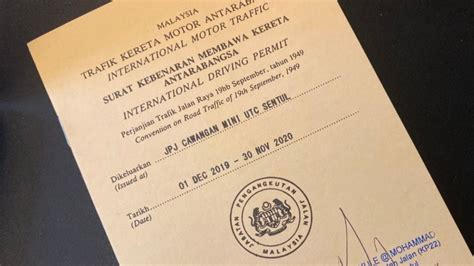 MALAYSIA
TRAFIK KERETA MOTOR ANTARABA
INTERNATIONAL MOTOR TRAFFIC
SURAT KEBENARAN MEMBAWA KERETA
ANTARABANGSA
INTERNATIONAL DRIVING PERMIT
Perjanjian Trafik Jalan Raya 19hb September, tahun 1949
Convention on Road Traffic of 19th September, 1949
Dikeluarkan
(Issued at)
JPJ CAWANGAN MINI UTC SENTUL
Tarikh
(Date)
01 DEC 2019 - 30 NOV 2020
JABATAN PENGANGKUTAN JALAN
MALAYSIA
@ MOHAMMAD
Jalan (KP22)